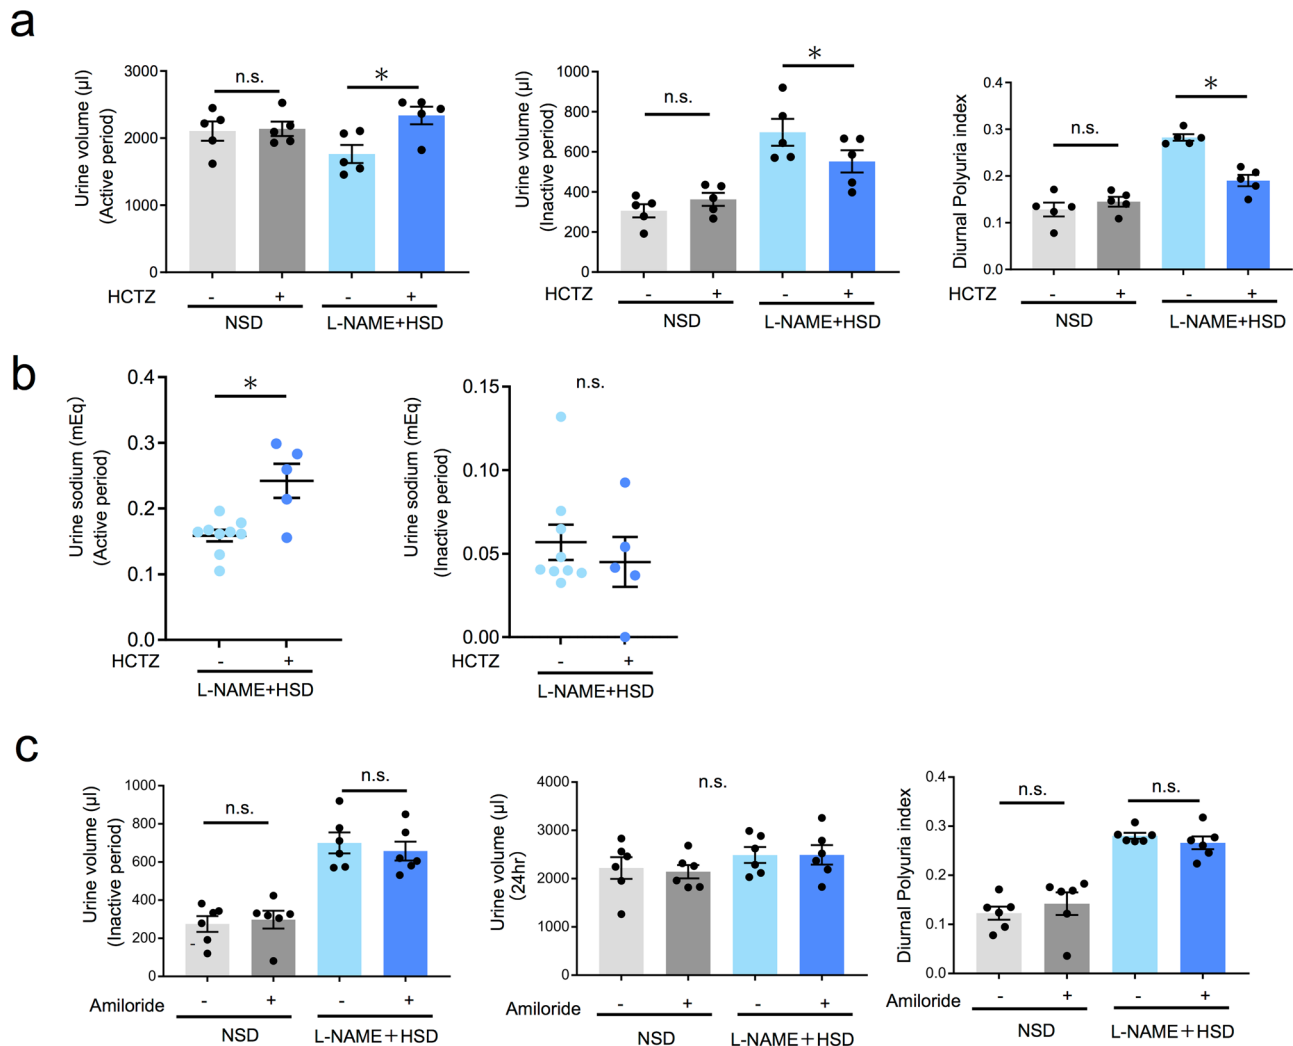 a
Urine volume (μl)
(Active period)
3000
2000
1000
0
n.s.
*
HCTZ - + - +
NSD L-NAME+HSD
Urine volume (μl)
(Inactive period)
1000
800
600
400
200
0
n.s.
*
HCTZ - + - +
NSD L-NAME+HSD
Diurnal Polyuria index
0.4
0.3
0.2
0.1
0.0
n.s.
*
HCTZ - + - +
NSD L-NAME+HSD
b
Urine sodium (mEq)
(Active period)
0.4
0.3
0.2
0.1
0.0
*
HCTZ - +
L-NAME+HSD
Urine sodium (mEq)
(Inactive period)
0.15
0.10
0.05
0.00
n.s.
HCTZ - +
L-NAME+HSD
c
Urine volume (μl)
(Inactive period)
1000
800
600
400
200
0
n.s.
n.s.
Amiloride - + - +
NSD L-NAME+HSD
Urine volume (μl)
(24hr)
4000
3000
2000
1000
0
n.s.
Amiloride - + - +
NSD L-NAME+HSD
Diurnal Polyuria index
0.4
0.3
0.2
0.1
0.0
n.s.
n.s.
Amiloride - + - +
NSD L-NAME+HSD